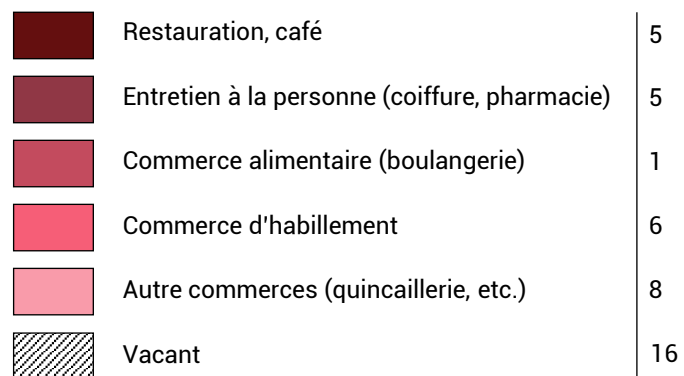 Restauration, café 5
Entretien à la personne (coiffure, pharmacie) 5
Commerce alimentaire (boulangerie) 1
Commerce d'habillement 6
Autre commerces (quincaillerie, etc.) 8
Vacant 16